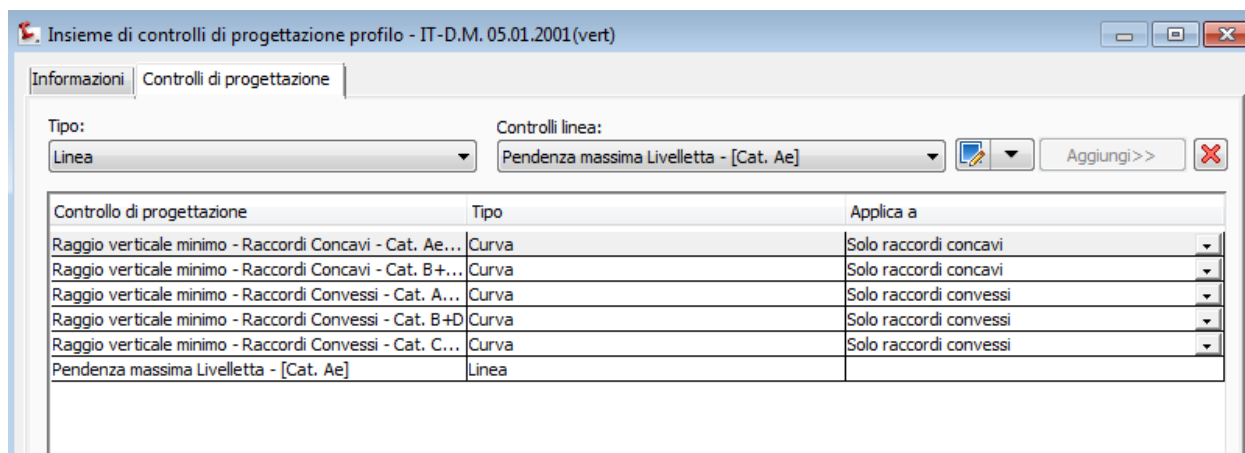 Insieme di controlli di progettazione profilo - IT-D.M. 05.01.2001(vert)
Informazioni Controlli di progettazione
Tipo: Controlli linea:
Linea Pendenza massima Livelletta - [Cat. Ae] Aggiungi>>
Controllo di progettazione Tipo Applica a
Raggio verticale minimo - Raccordi Concavi - Cat. Ae... Curva Solo raccordi concavi
Raggio verticale minimo - Raccordi Concavi - Cat. B+... Curva Solo raccordi concavi
Raggio verticale minimo - Raccordi Convessi - Cat. A... Curva Solo raccordi convessi
Raggio verticale minimo - Raccordi Convessi - Cat. B+D Curva Solo raccordi convessi
Raggio verticale minimo - Raccordi Convessi - Cat. C... Curva Solo raccordi convessi
Pendenza massima Livelletta - [Cat. Ae] Linea